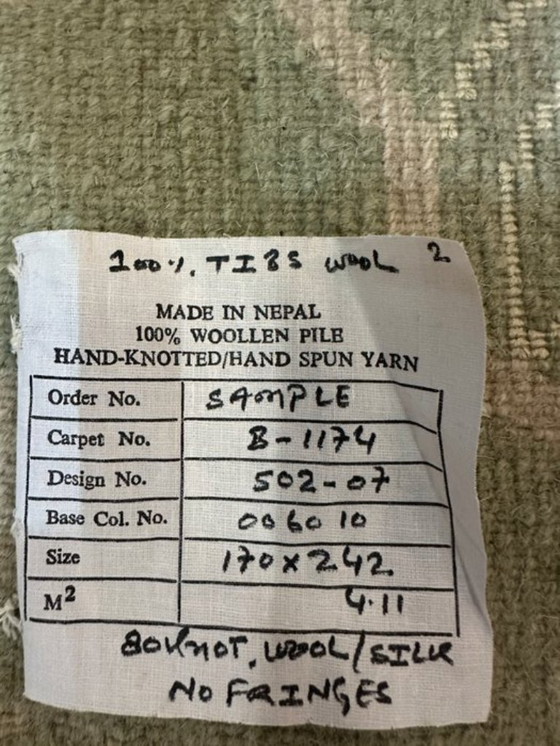 100%. TIBS WOOL 2
MADE IN NEPAL
100% WOOLLEN PILE
HAND-KNOTTED/HAND SPUN YARN
Order No. SAMPLE
Carpet No. B-1174
Design No. 502-07
Base Col. No. 006010
Size 170x242
M² 4.11
80KNOT, WOOL/SILK
NO FRINGES